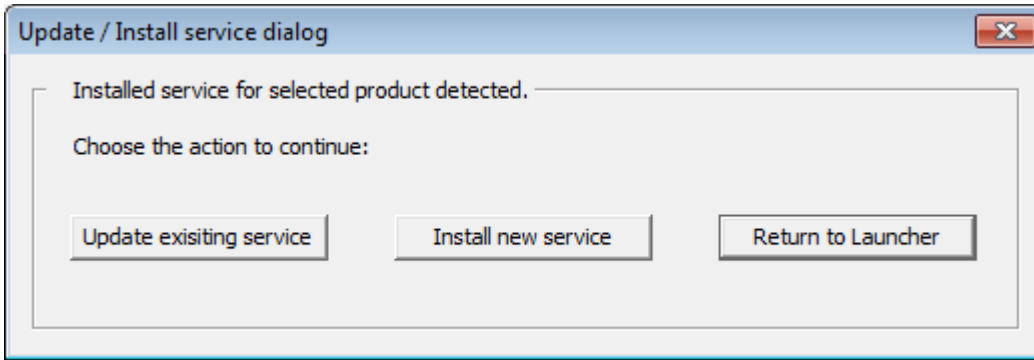 Update / Install service dialog
Installed service for selected product detected.
Choose the action to continue:
Update exisiting service
Install new service
Return to Launcher